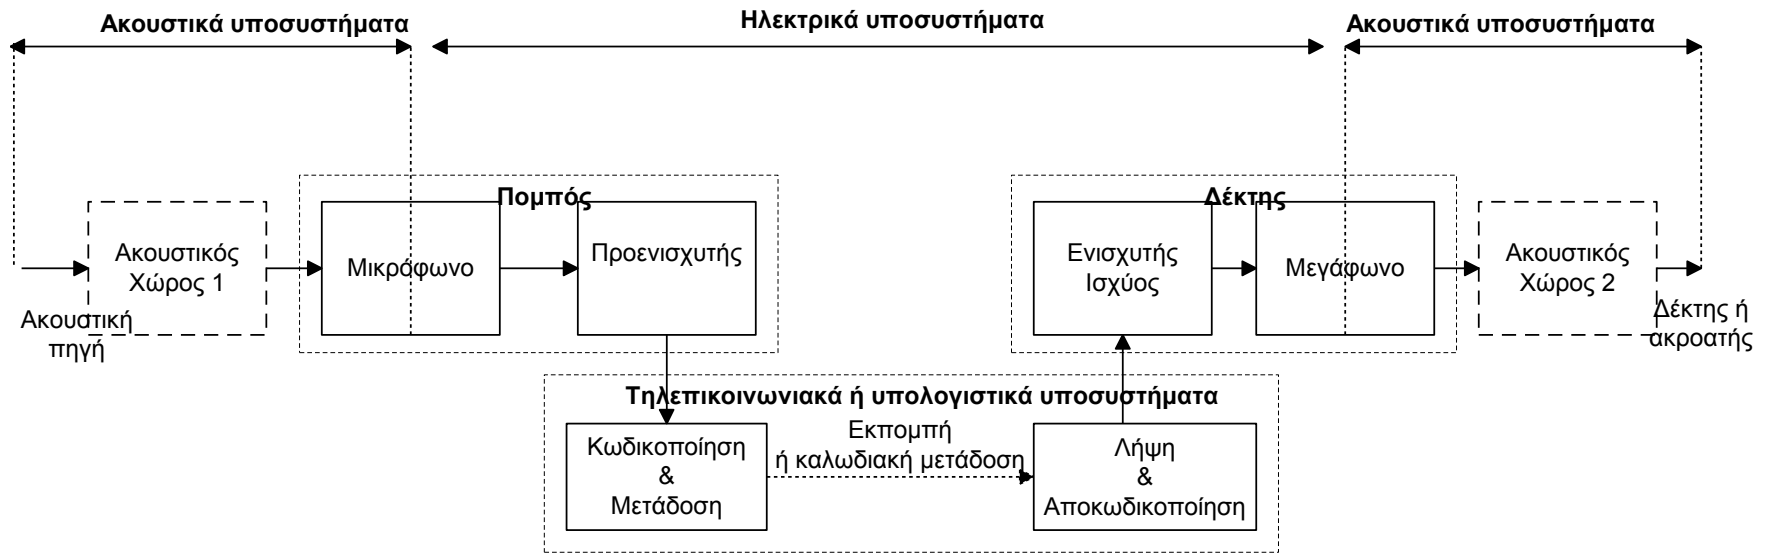 Ακουστικά υποσυστήματα
Ηλεκτρικά υποσυστήματα
Ακουστικά υποσυστήματα
Πομπός
Δέκτης
Ακουστική
πηγή
Ακουστικός
Χώρος 1
Μικρόφωνο
Προενισχυτής
Ενισχυτής
Ισχύος
Μεγάφωνο
Ακουστικός
Χώρος 2
Δέκτης ή
ακροατής
Τηλεπικοινωνιακά ή υπολογιστικά υποσυστήματα
Κωδικοποίηση
&
Μετάδοση
Εκπομπή
ή καλωδιακή μετάδοση
Λήψη
&
Αποκωδικοποίηση